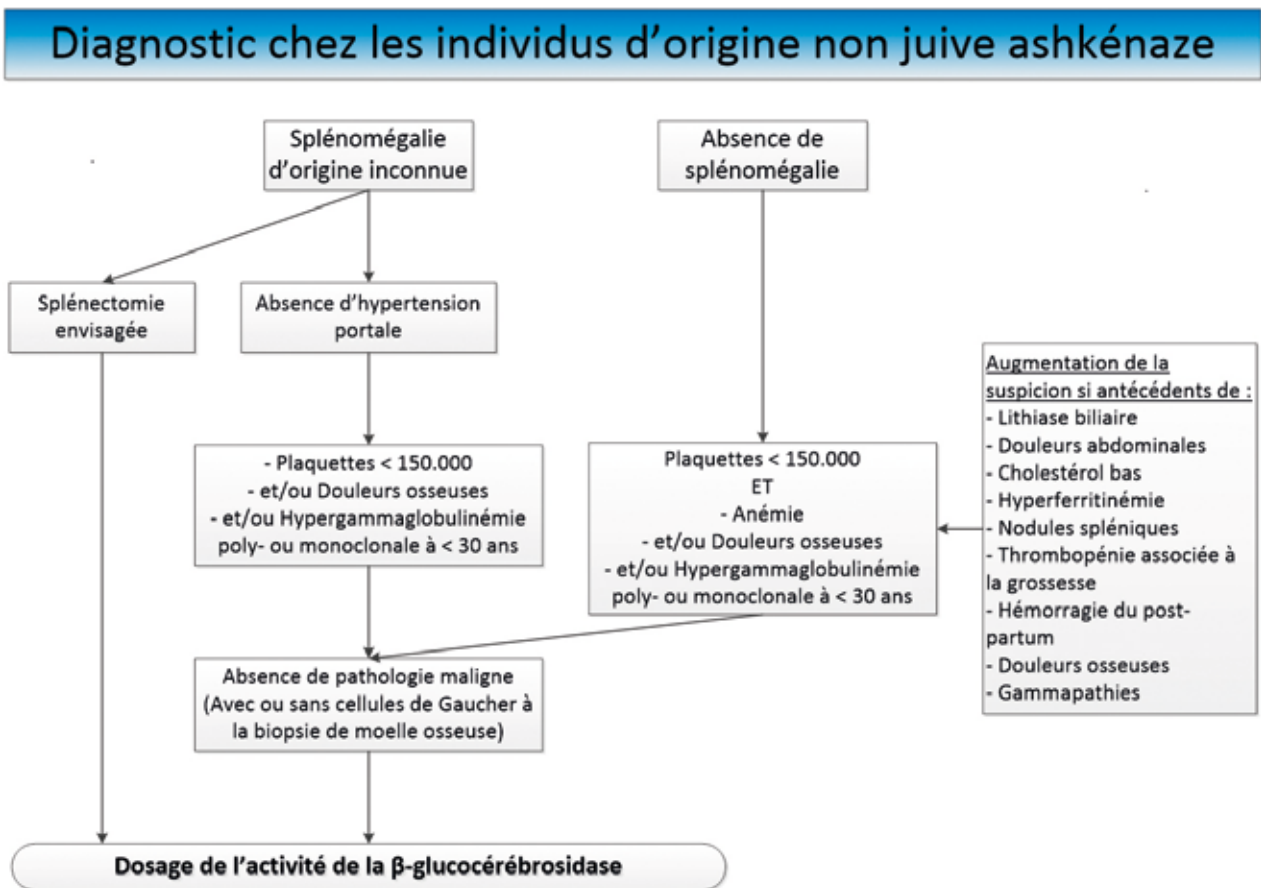 Diagnostic chez les individus d'origine non juive ashkénaze
Splénomégalie
d'origine inconnue
Absence de
splénomégalie
Splénectomie
envisagée
Absence d'hypertension
portale
Augmentation de la
suspicion si antécédents de :
- Lithiase biliaire
- Douleurs abdominales
- Cholestérol bas
- Hyperferritinémie
- Nodules spléniques
- Thrombopénie associée à
la grossesse
- Hémorragie du post-
partum
- Douleurs osseuses
- Gammapathies
- Plaquettes < 150.000
- et/ou Douleurs osseuses
- et/ou Hypergammaglobulinémie
poly- ou monoclonale à < 30 ans
Plaquettes < 150.000
ET
- Anémie
- et/ou Douleurs osseuses
- et/ou Hypergammaglobulinémie
poly- ou monoclonale à < 30 ans
Absence de pathologie maligne
(Avec ou sans cellules de Gaucher à
la biopsie de moelle osseuse)
Dosage de l'activité de la β-glucocérébrosidase